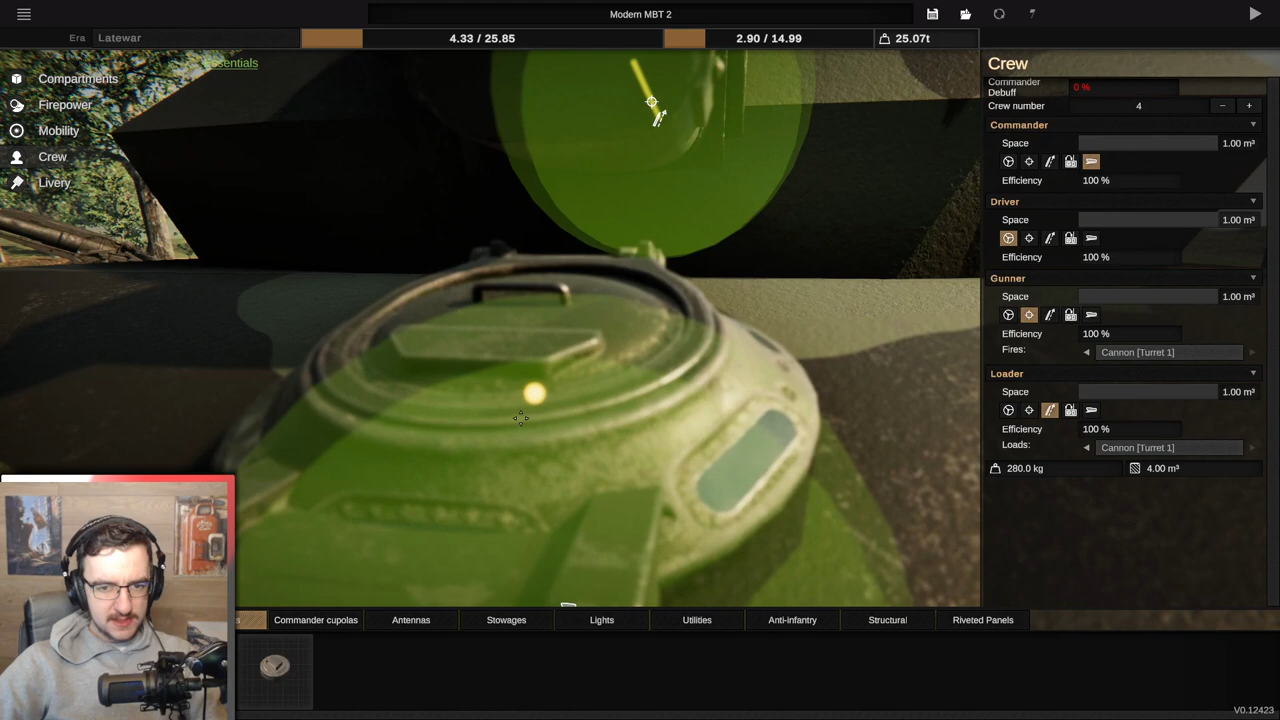 Modern MBT 2
Era Latewar 4.33 / 25.85 2.90 / 14.99 25.07t
Compartments
Firepower
Mobility
Crew
Livery
Crew
Commander
Debuff
0 %
Crew number 4 − +
Commander
Space 1.00 m³
Efficiency 100 %
Driver
Space 1.00 m³
Efficiency 100 %
Gunner
Space 1.00 m³
Efficiency 100 %
Fires: Cannon [Turret 1]
Loader
Space 1.00 m³
Efficiency 100 %
Loads: Cannon [Turret 1]
280.0 kg 4.00 m³
Commander cupolas Antennas Stowages Lights Utilities Anti-infantry Structural Riveted Panels
V0.12423